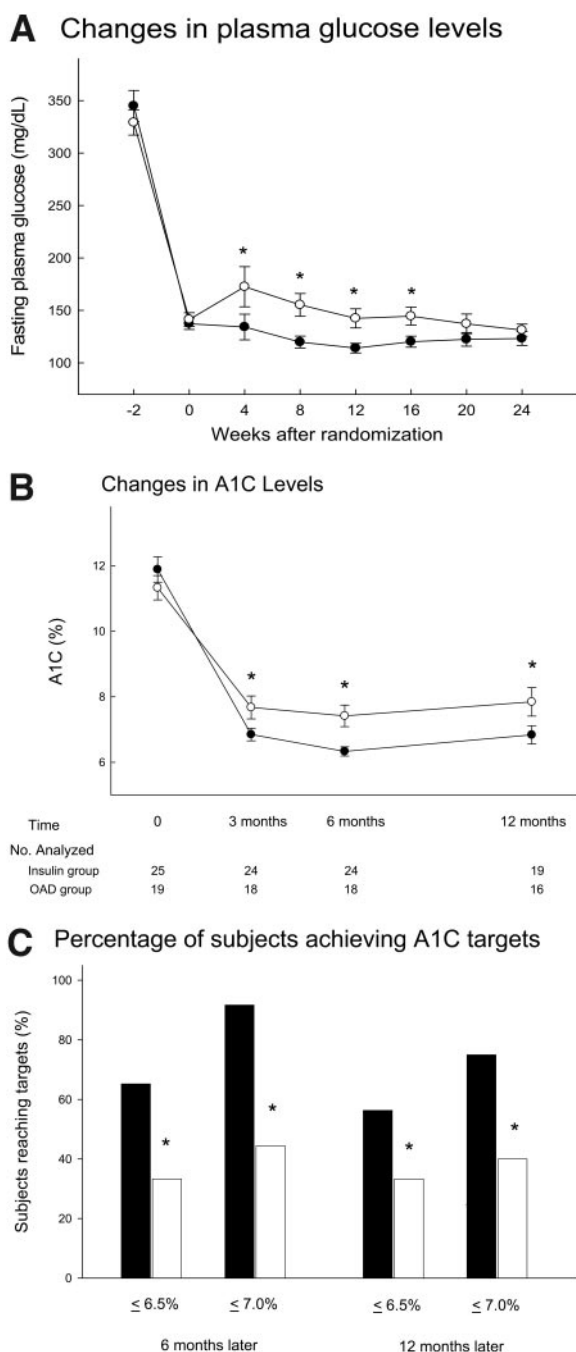 A Changes in plasma glucose levels
Fasting plasma glucose (mg/dL)
350
300
250
200
150
100
*
*
*
*
-2 0 4 8 12 16 20 24
Weeks after randomization
B Changes in A1C Levels
A1C (%)
12
10
8
6
*
*
*
Time 0 3 months 6 months 12 months
No. Analyzed
Insulin group 25 24 24 19
OAD group 19 18 18 16
C Percentage of subjects achieving A1C targets
Subjects reaching targets (%)
100
80
60
40
20
0
*
*
*
*
≤ 6.5% ≤ 7.0% ≤ 6.5% ≤ 7.0%
6 months later 12 months later